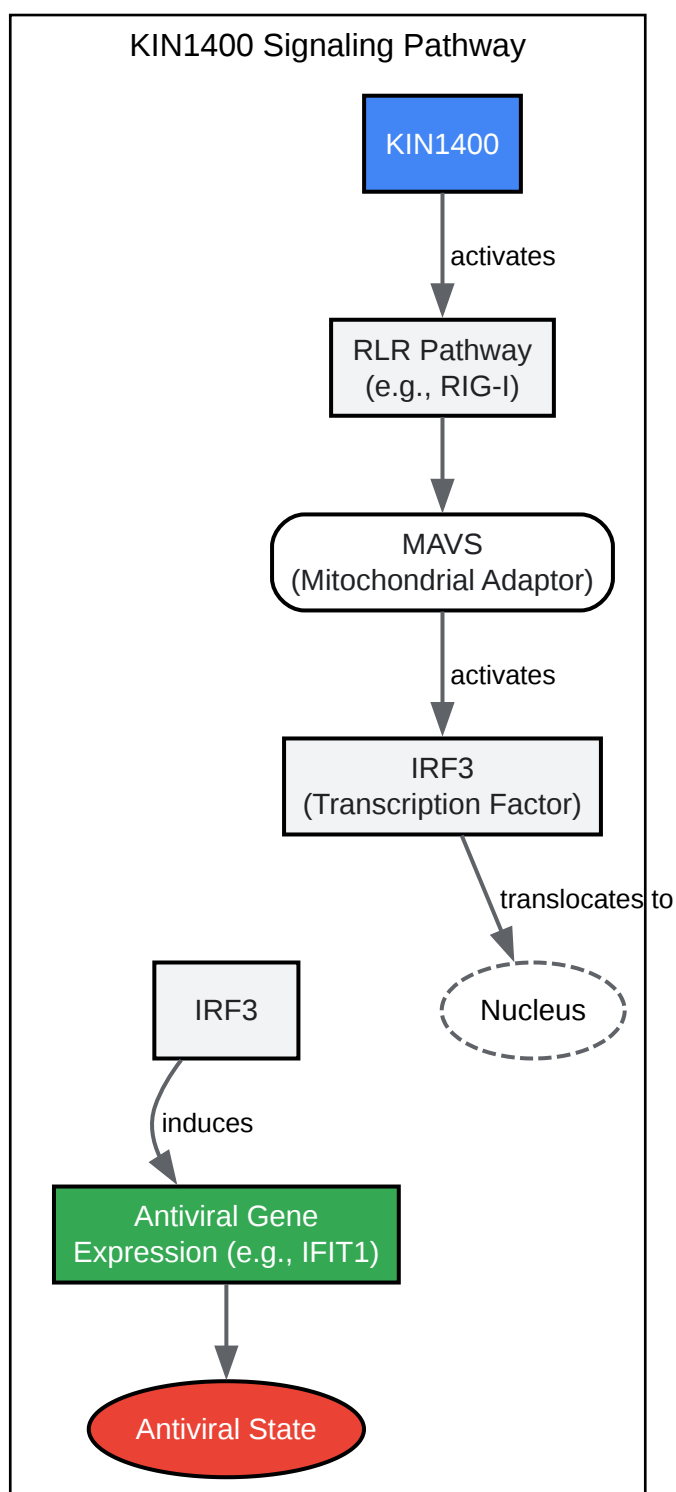 KIN1400 Signaling Pathway
KIN1400
activates
RLR Pathway
(e.g., RIG-I)
MAVS
(Mitochondrial Adaptor)
activates
IRF3
(Transcription Factor)
translocates to
IRF3
Nucleus
induces
Antiviral Gene
Expression (e.g., IFIT1)
Antiviral State